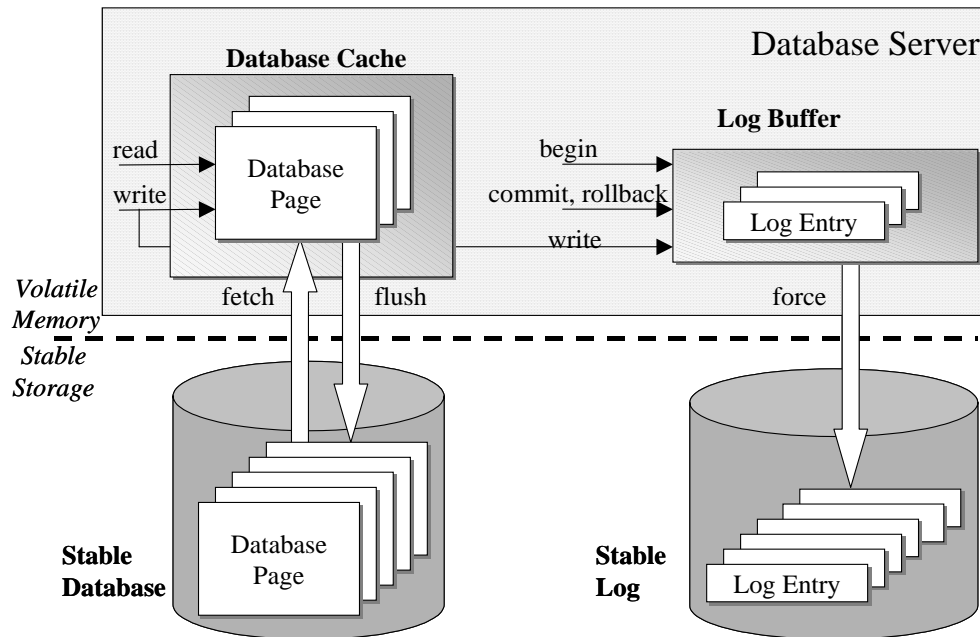 Database Server
Database Cache
Log Buffer
read
write
Database
Page
begin
commit, rollback
write
Log Entry
fetch
flush
force
Volatile
Memory
Stable
Storage
Stable
Database
Database
Page
Stable
Log
Log Entry